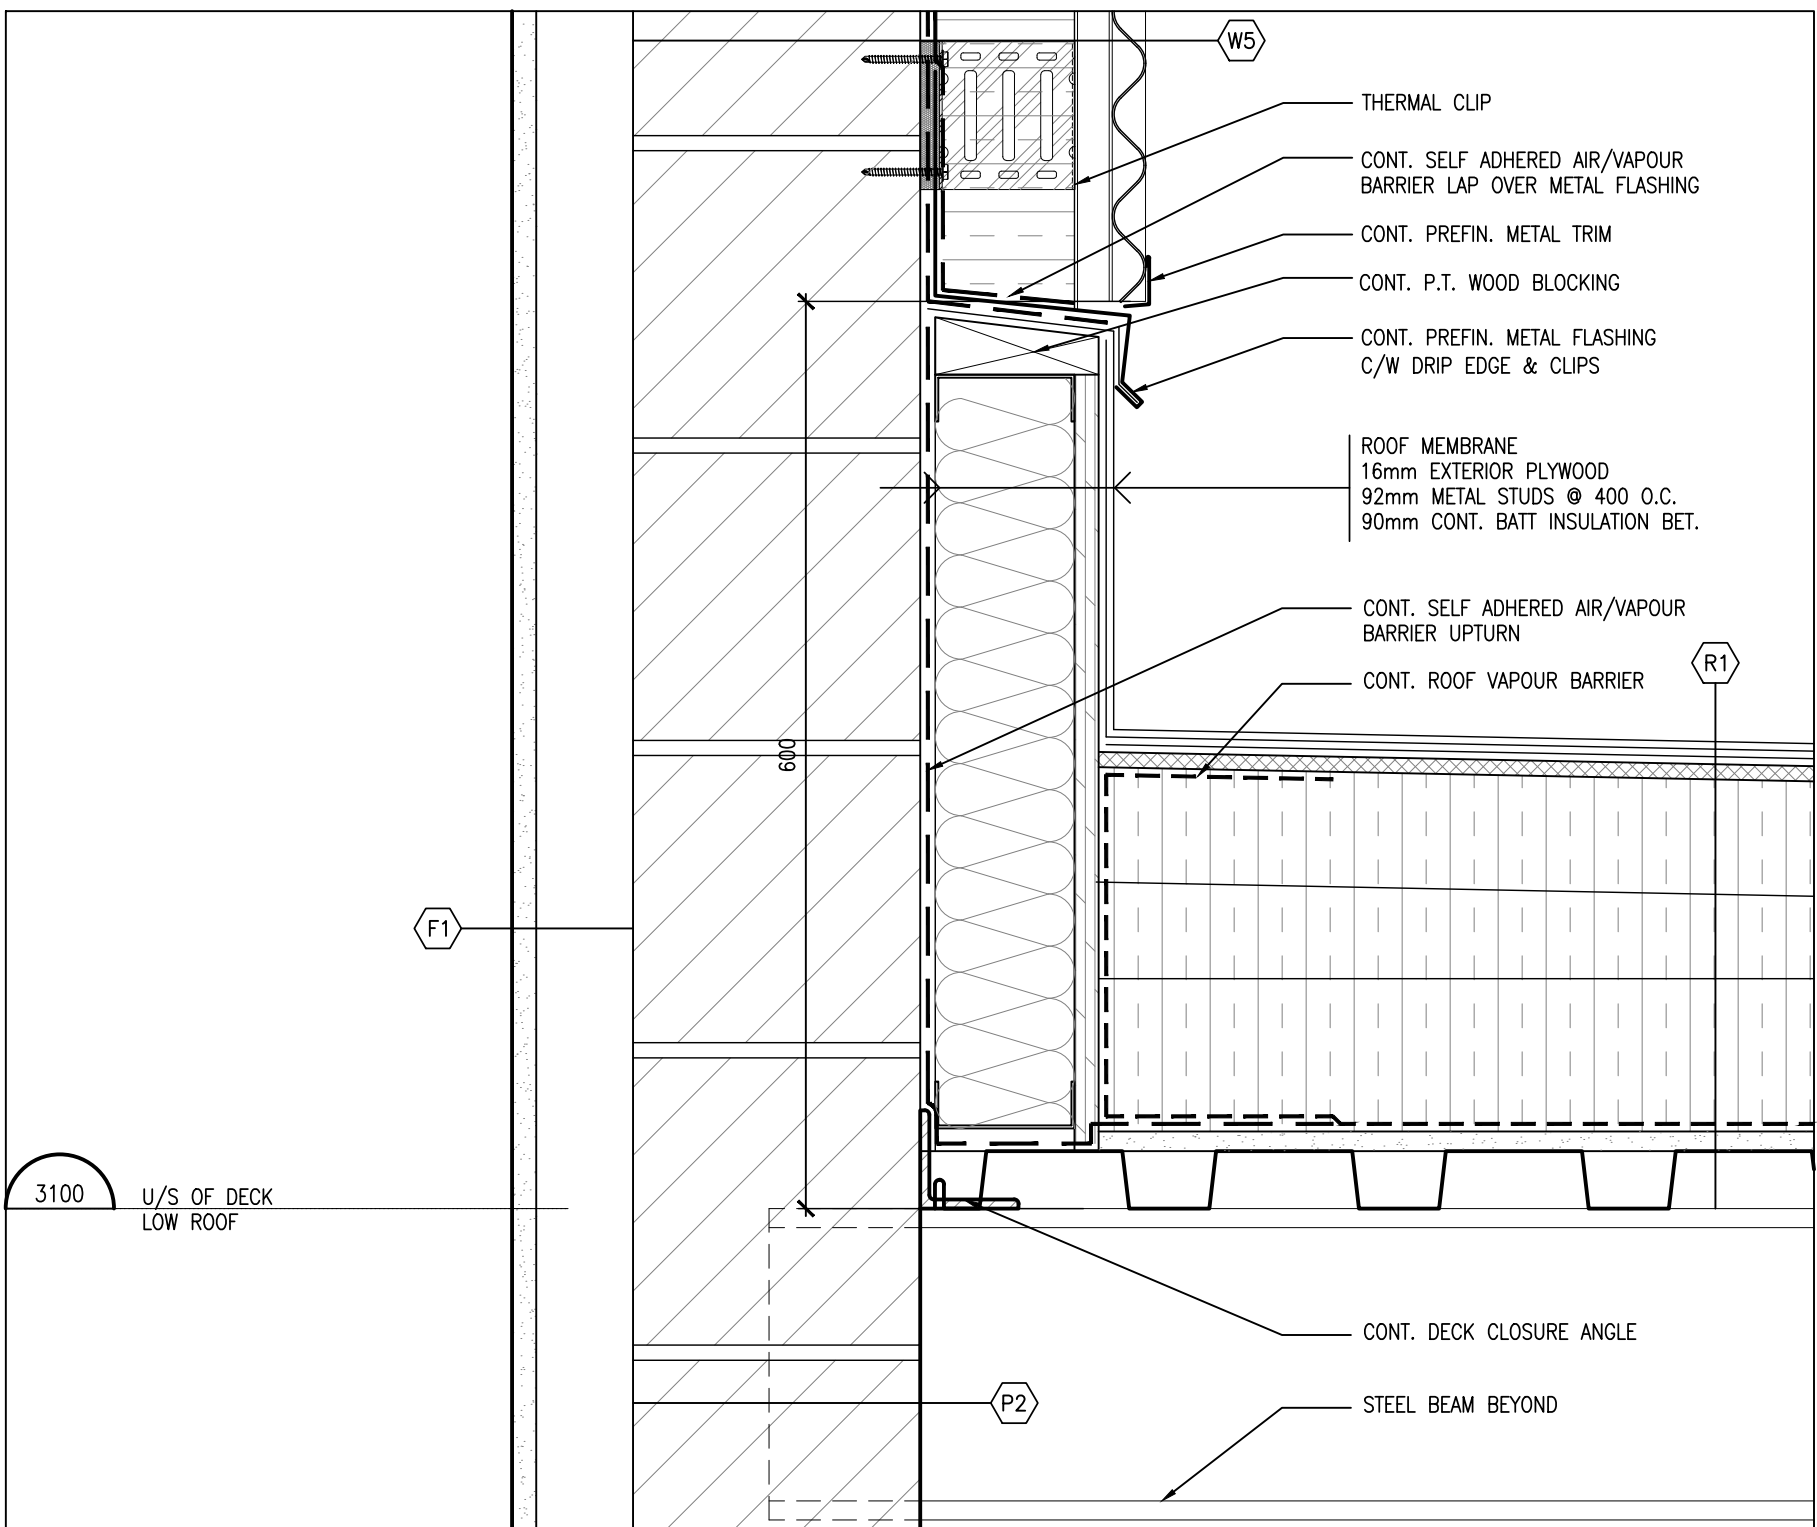 W5
THERMAL CLIP
CONT. SELF ADHERED AIR/VAPOUR
BARRIER LAP OVER METAL FLASHING
CONT. PREFIN. METAL TRIM
CONT. P.T. WOOD BLOCKING
CONT. PREFIN. METAL FLASHING
C/W DRIP EDGE & CLIPS
ROOF MEMBRANE
16mm EXTERIOR PLYWOOD
92mm METAL STUDS @ 400 O.C.
90mm CONT. BATT INSULATION BET.
CONT. SELF ADHERED AIR/VAPOUR
BARRIER UPTURN
R1
CONT. ROOF VAPOUR BARRIER
600
F1
3100
U/S OF DECK
LOW ROOF
CONT. DECK CLOSURE ANGLE
P2
STEEL BEAM BEYOND